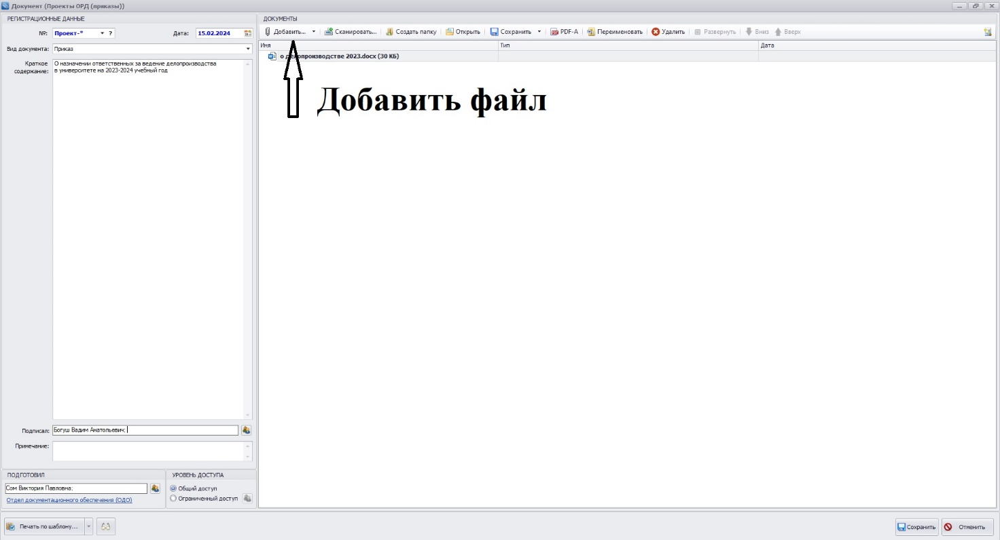 Документ (Проекты ОРД (приказы))
РЕГИСТРАЦИОННЫЕ ДАННЫЕ
№: Проект-* ? Дата: 15.02.2024
Вид документа: Приказ
Краткое содержание: О назначении ответственных за ведение делопроизводства
в университете на 2023-2024 учебный год
Подписал: Богуш Вадим Анатольевич;
Примечание:
ПОДГОТОВИЛ
Сом Виктория Павловна;
Отдел документационного обеспечения (ОДО)
УРОВЕНЬ ДОСТУПА
Общий доступ
Ограниченный доступ
ДОКУМЕНТЫ
Добавить... Сканировать... Создать папку Открыть Сохранить PDF-A Переименовать Удалить Развернуть Вниз Вверх
Имя Тип Дата
о делопроизводстве 2023.docx (30 КБ)
Добавить файл
Печать по шаблону... Сохранить Отменить